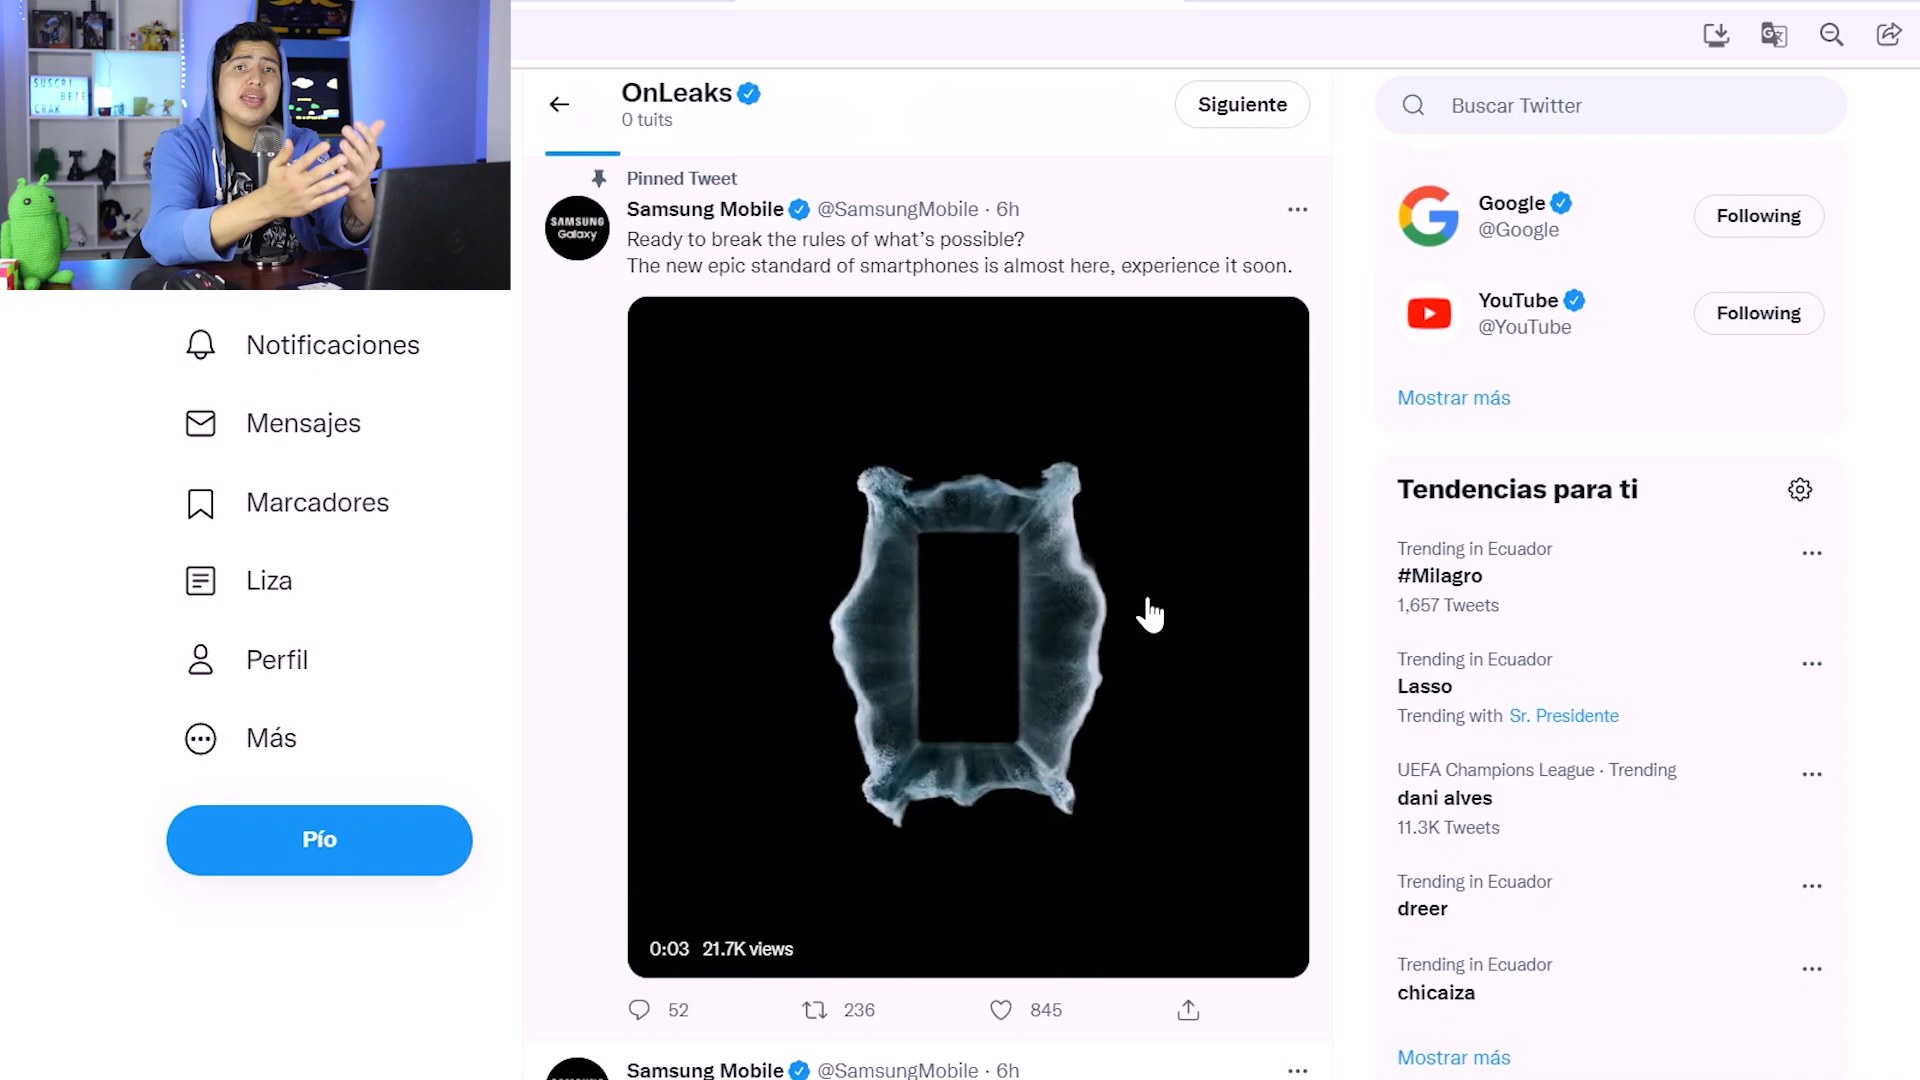 SUSCRI
BETE
CRAK
OnLeaks
0 tuits
Siguiente
Buscar Twitter
Pinned Tweet
SAMSUNG
Galaxy
Samsung Mobile @SamsungMobile · 6h
Ready to break the rules of what’s possible?
The new epic standard of smartphones is almost here, experience it soon.
0:03 21.7K views
52 236 845
Samsung Mobile @SamsungMobile · 6h
Notificaciones
Mensajes
Marcadores
Liza
Perfil
Más
Pío
Google
@Google
Following
YouTube
@YouTube
Following
Mostrar más
Tendencias para ti
Trending in Ecuador
#Milagro
1,657 Tweets
Trending in Ecuador
Lasso
Trending with Sr. Presidente
UEFA Champions League · Trending
dani alves
11.3K Tweets
Trending in Ecuador
dreer
Trending in Ecuador
chicaiza
Mostrar más